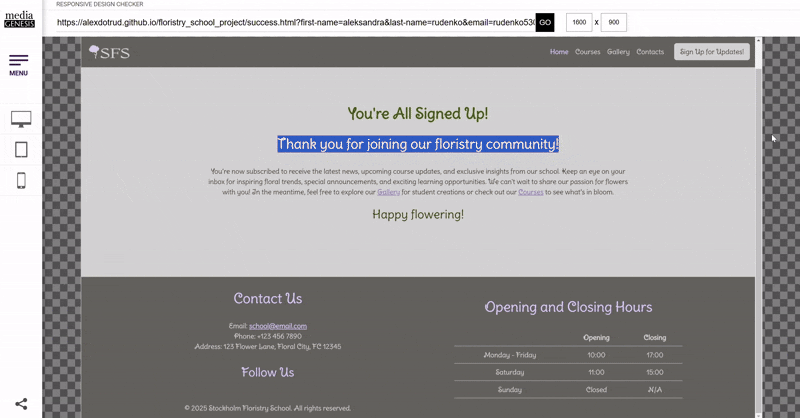 media
GENESIS
RESPONSIVE DESIGN CHECKER
https://alexdotrud.github.io/floristry_school_project/success.html?first-name=aleksandra&last-name=rudenko&email=rudenko530
GO
1600 x 900
MENU
SFS
Home Courses Gallery Contacts Sign Up for Updates!
You're All Signed Up!
Thank you for joining our floristry community!
You're now subscribed to receive the latest news, upcoming course updates, and exclusive insights from our school. Keep an eye on your
inbox for inspiring floral trends, special announcements, and exciting learning opportunities. We can't wait to share our passion for flowers
with you! In the meantime, feel free to explore our Gallery for student creations or check out our Courses to see what's in bloom.
Happy flowering!
Contact Us
Email: school@email.com
Phone: +123 456 7890
Address: 123 Flower Lane, Floral City, FC 12345
Follow Us
© 2025 Stockholm Floristry School. All rights reserved.
Opening and Closing Hours
Opening Closing
Monday - Friday 10:00 17:00
Saturday 11:00 15:00
Sunday Closed N/A